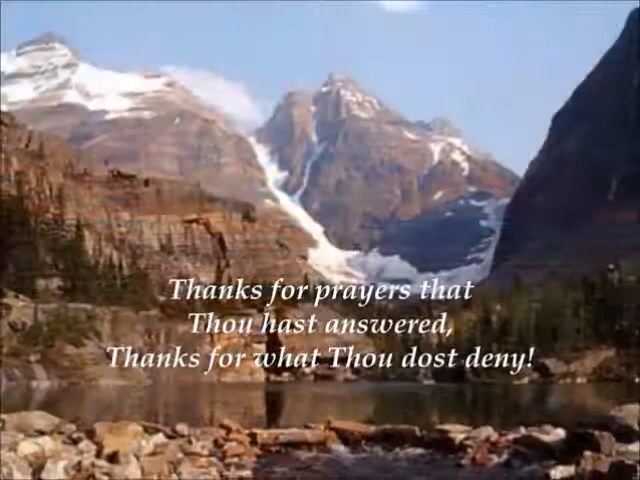 Thanks for prayers that
Thou hast answered,
Thanks for what Thou dost deny!